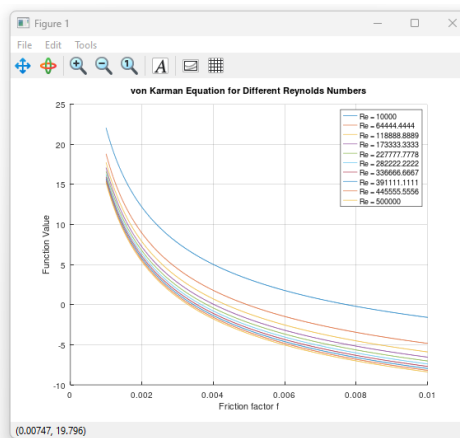 Figure 1
File Edit Tools
A
von Karman Equation for Different Reynolds Numbers
25
20
15
10
5
0
-5
-10
Function Value
Re = 10000
Re = 64444.4444
Re = 118888.8889
Re = 173333.3333
Re = 227777.7778
Re = 282222.2222
Re = 336666.6667
Re = 391111.1111
Re = 445555.5556
Re = 500000
0 0.002 0.004 0.006 0.008 0.01
Friction factor f
(0.00747, 19.796)